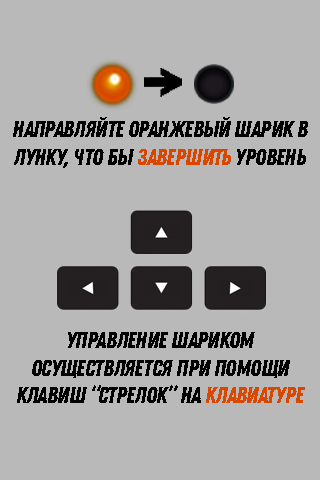 НАПРАВЛЯЙТЕ ОРАНЖЕВЫЙ ШАРИК В
ЛУНКУ, ЧТО БЫ ЗАВЕРШИТЬ УРОВЕНЬ
УПРАВЛЕНИЕ ШАРИКОМ
ОСУЩЕСТВЛЯЕТСЯ ПРИ ПОМОЩИ
КЛАВИШ "СТРЕЛОК" НА КЛАВИАТУРЕ